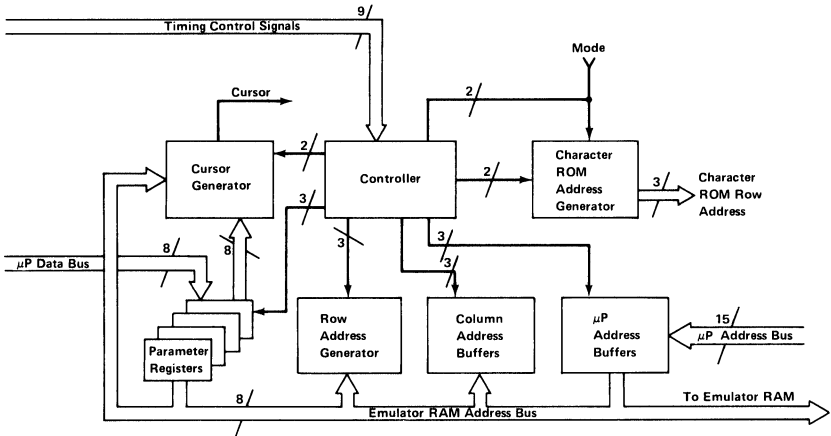 9
Timing Control Signals
Mode
Cursor
2
2
Cursor
Generator
Controller
Character
ROM
Address
Generator
2
3
Character
ROM Row
Address
3
8
μP Data Bus
8
3
3
3
Row
Address
Generator
Column
Address
Buffers
μP
Address
Buffers
15
μP Address Bus
Parameter
Registers
8
Emulator RAM Address Bus
To Emulator RAM